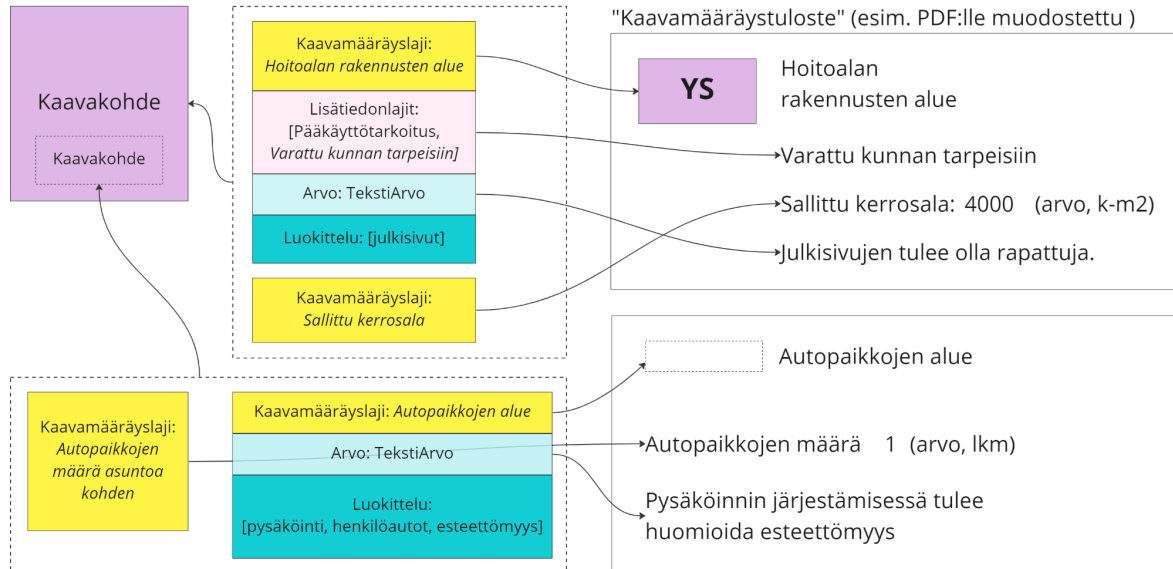 "Kaavamääräystuloste" (esim. PDF:lle muodostettu )
Kaavakohde
Kaavakohde
Kaavamääräyslaji:
Hoitoalan rakennusten alue
Lisätiedonlajit:
[Pääkäyttötarkoitus,
Varattu kunnan tarpeisiin]
Arvo: TekstiArvo
Luokittelu: [julkisivut]
Kaavamääräyslaji:
Sallittu kerrosala
YS
Hoitoalan
rakennusten alue
Varattu kunnan tarpeisiin
Sallittu kerrosala: 4000 (arvo, k-m2)
Julkisivujen tulee olla rapattuja.
Kaavamääräyslaji:
Autopaikkojen
määrä asuntoa
kohden
Kaavamääräyslaji: Autopaikkojen alue
Arvo: TekstiArvo
Luokittelu:
[pysäköinti, henkilöautot, esteettömyys]
Autopaikkojen alue
Autopaikkojen määrä 1 (arvo, lkm)
Pysäköinnin järjestämisessä tulee
huomioida esteettömyys